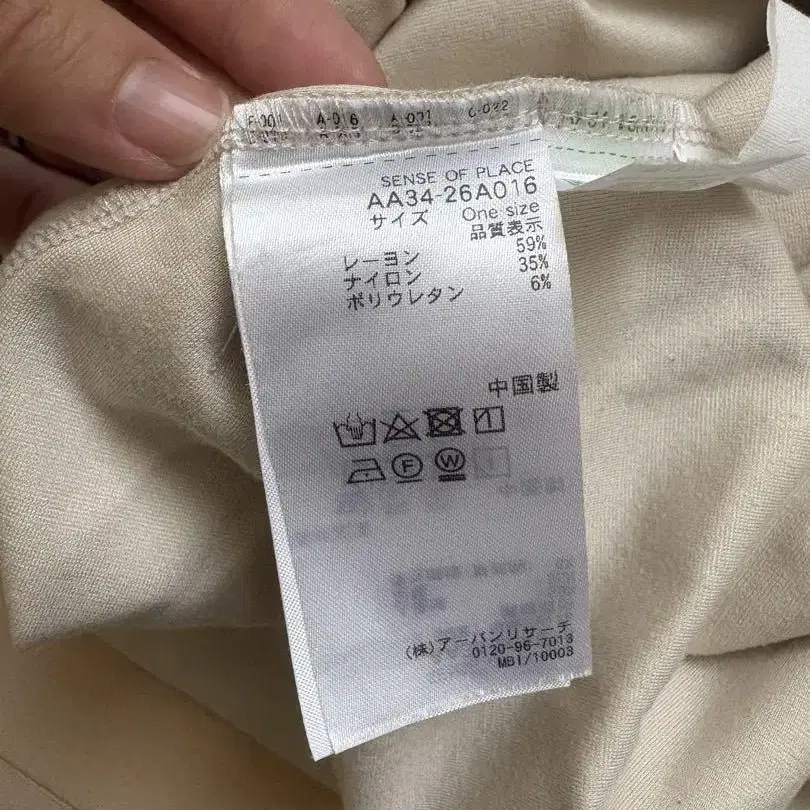 A-016
SENSE OF PLACE
AA34-26A016
サイズ One size
品質表示
レーヨン 59%
ナイロン 35%
ポリウレタン 6%
中国製
F W
(株)アーバンリサーチ
0120-96-7013
MBI/10003